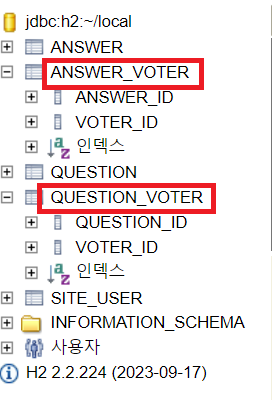 jdbc:h2:~/local
ANSWER
ANSWER_VOTER
ANSWER_ID
VOTER_ID
인덱스
QUESTION
QUESTION_VOTER
QUESTION_ID
VOTER_ID
인덱스
SITE_USER
INFORMATION_SCHEMA
사용자
H2 2.2.224 (2023-09-17)